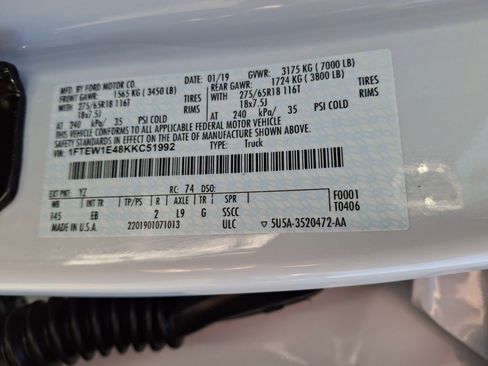 MFD. BY FORD MOTOR CO. DATE: 01/19 GVWR: 3175 KG ( 7000 LB)
FRONT GAWR: 1565 KG ( 3450 LB) REAR GAWR: 1724 KG ( 3800 LB)
WITH 275/65R18 116T TIRES WITH 275/65R18 116T TIRES
18x7.5J RIMS 18x7.5J RIMS
AT 240 kPa/ 35 PSI COLD AT 240 kPa/ 35 PSI COLD
THIS VEHICLE CONFORMS TO ALL APPLICABLE FEDERAL MOTOR VEHICLE
SAFETY STANDARDS IN EFFECT ON THE DATE OF MANUFACTURE SHOWN ABOVE.
VIN: 1FTEW1E48KKC51992 TYPE: Truck
EXT PNT: YZ RC: 74 DSO: F0001
WB INT TR TP/PS R AXLE TR SPR T0406
145 EB 2 L9 G SSCC
MADE IN U.S.A. 2201901071013 ULC 5U5A-3520472-AA